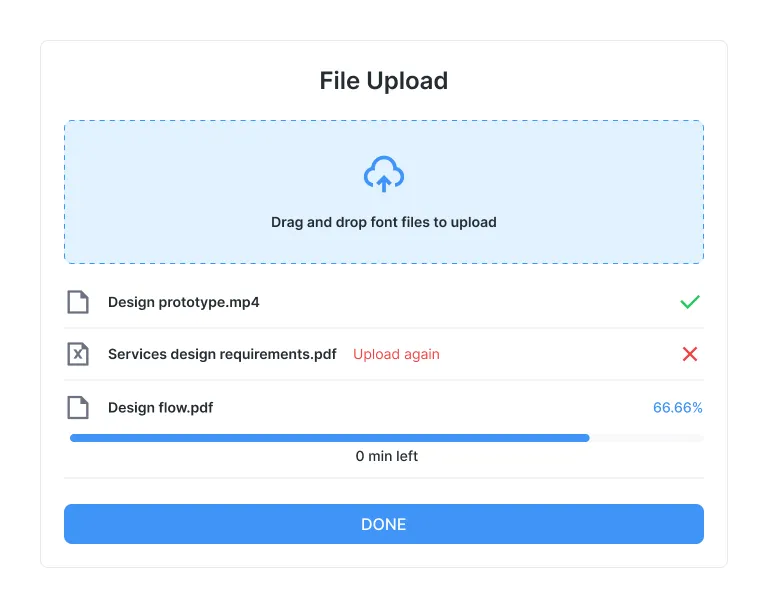 File Upload
Drag and drop font files to upload
Design prototype.mp4
X Services design requirements.pdf Upload again
Design flow.pdf 66.66%
0 min left
DONE